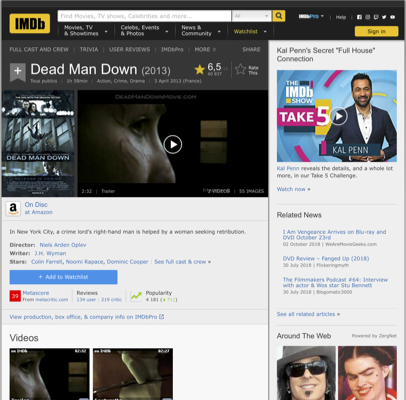 IMDb
Find Movies, TV shows, Celebrities and more...
All
Movies, TV
& Showtimes
Celebs, Events
& Photos
News &
Community
Watchlist
IMDbPro
Help
Sign in
FULL CAST AND CREW
TRIVIA
USER REVIEWS
IMDbPro
MORE
SHARE
Dead Man Down (2013)
6,5
Rate
This
Tous publics | 1h 58min | Action, Crime, Drama | 3 April 2013 (France)
DEADMANDOWNMOVIE.COM
DEAD MAN DOWN
2:32 | Trailer
55 IMAGES
On Disc
at Amazon
In New York City, a crime lord's right-hand man is helped by a woman seeking retribution.
Director: Niels Arden Oplev
Writer: J.H. Wyman
Stars: Colin Farrell, Noomi Rapace, Dominic Cooper | See full cast & crew »
+ Add to Watchlist
39
Metascore
From metacritic.com
Reviews
134 user | 219 critic
Popularity
4 181
View production, box office, & company info on IMDbPro
Videos
02:32
02:27
Kal Penn's Secret "Full House"
Connection
THE IMDb
SHOW
TAKE 5
KAL PENN
Kal Penn reveals the details, and a whole lot
more, in our Take 5 Challenge.
Watch now »
Related News
I Am Vengeance Arrives on Blu-ray and
DVD October 23rd
02 October 2018 | WeAreMovieGeeks.com
DVD Review – Fanged Up (2018)
30 July 2018 | Flickeringmyth
The Filmmakers Podcast #64: Interview
with actor & Wos star Stu Bennett
30 July 2018 | Blogomatic3000
See all related articles »
Around The Web
Powered by ZergNet